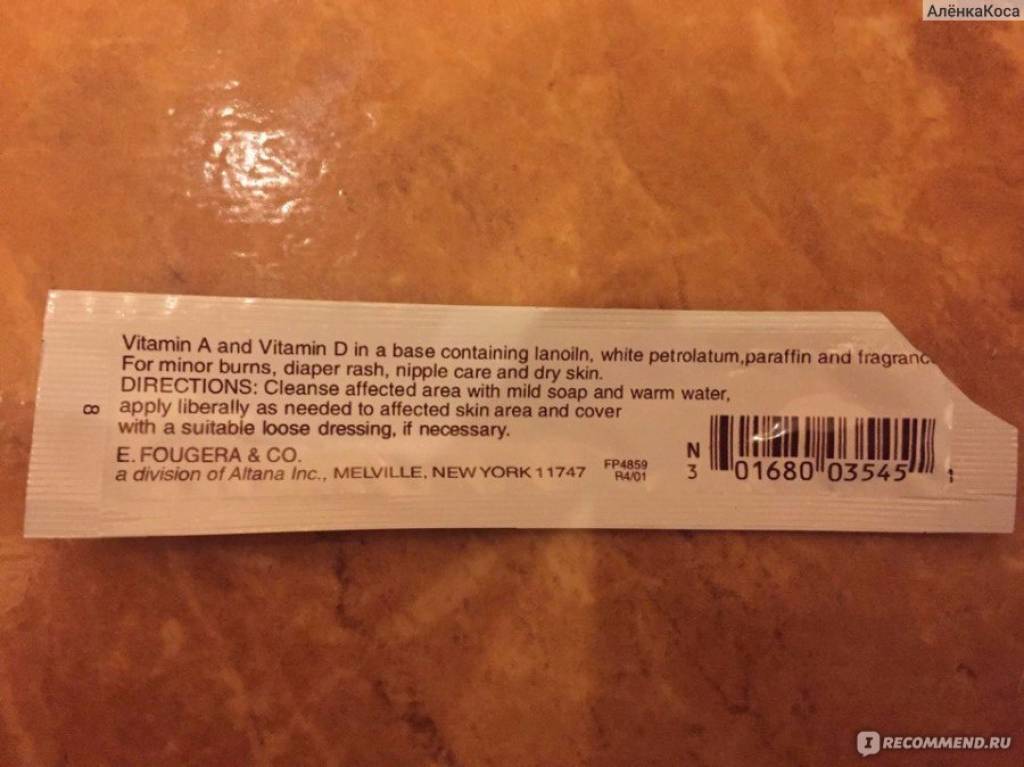 АлёнкаКоса
Vitamin A and Vitamin D in a base containing lanoiln, white petrolatum,paraffin and fragranc
For minor burns, diaper rash, nipple care and dry skin.
DIRECTIONS: Cleanse affected area with mild soap and warm water,
apply liberally as needed to affected skin area and cover
with a suitable loose dressing, if necessary.
E. FOUGERA & CO.
a division of Altana Inc., MELVILLE, NEW YORK 11747
FP4859
R4/01
8
N
3 01680 03545 1
RECOMMEND.RU